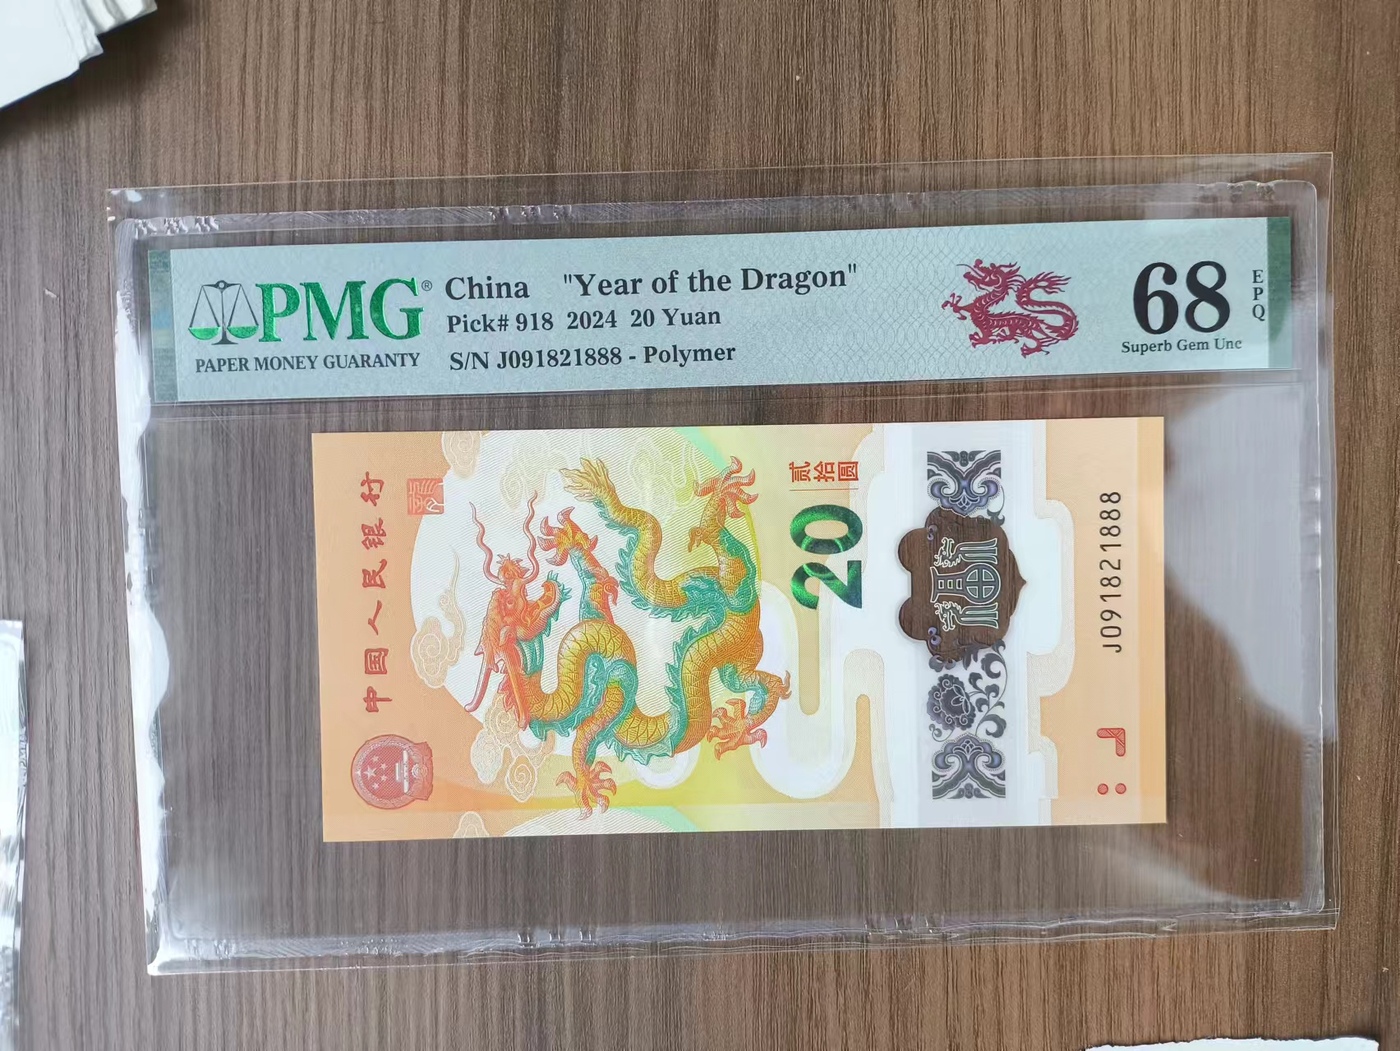 PMG®
PAPER MONEY GUARANTY
China "Year of the Dragon"
Pick# 918 2024 20 Yuan
S/N J091821888 - Polymer
68
EPQ
Superb Gem Unc
中国人民银行
贰拾圆
20
福
J091821888